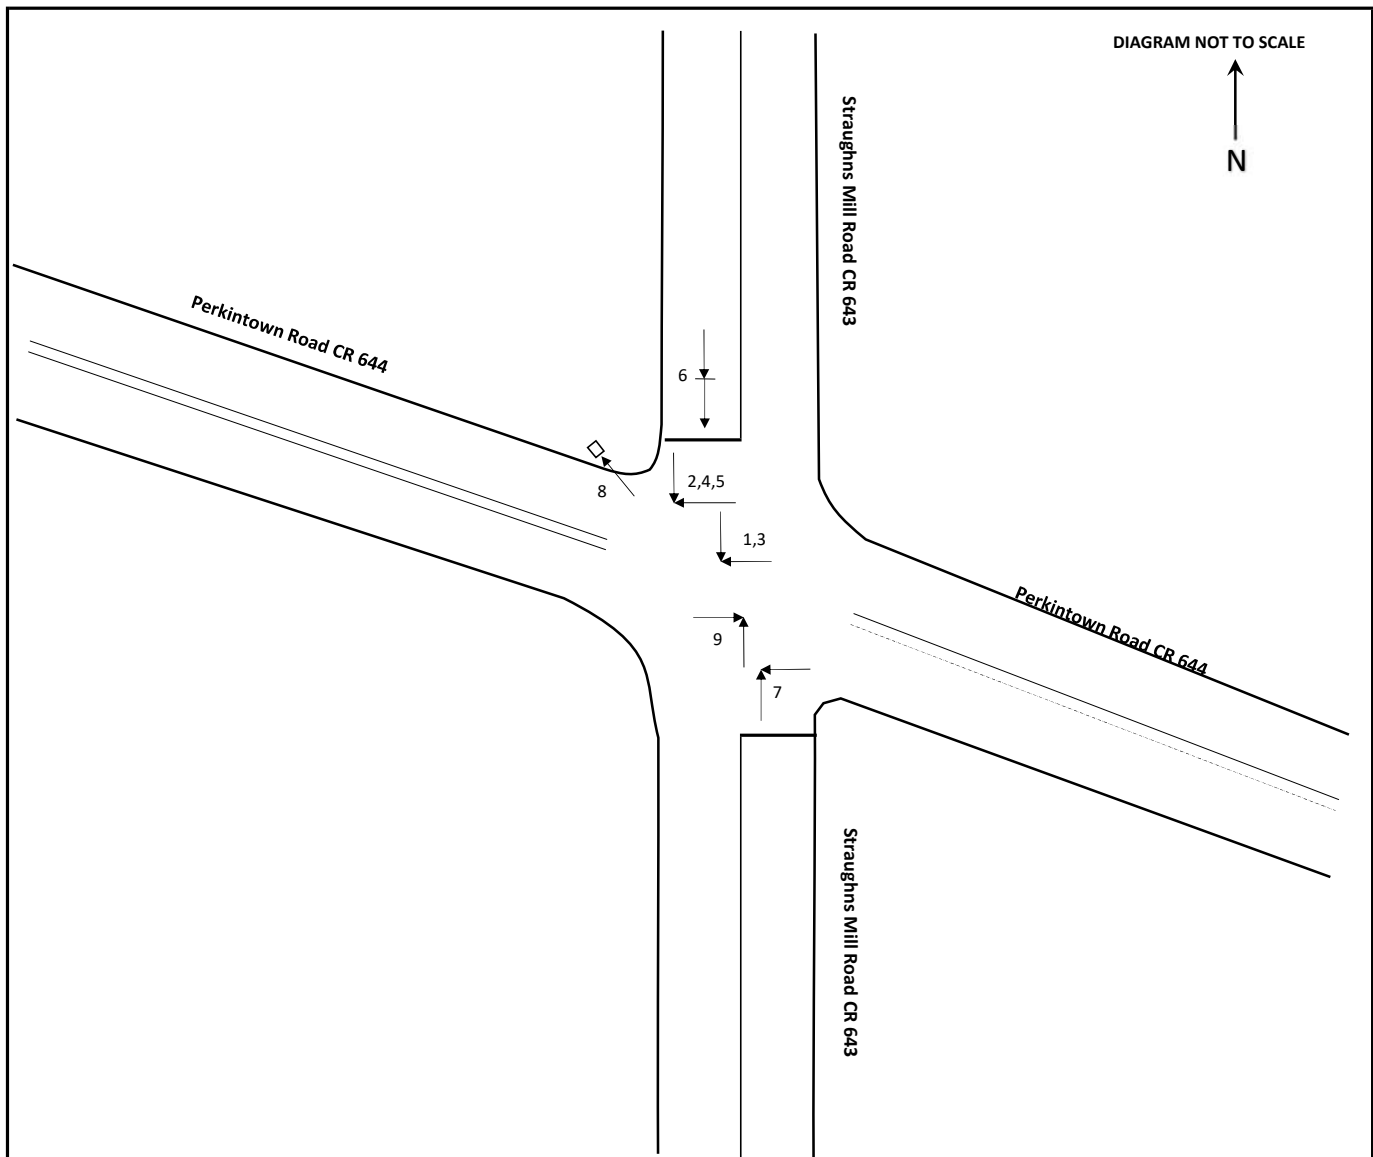 DIAGRAM NOT TO SCALE
N
Straughns Mill Road CR 643
Perkintown Road CR 644
6
2,4,5
8
1,3
Perkintown Road CR 644
9
7
Straughns Mill Road CR 643